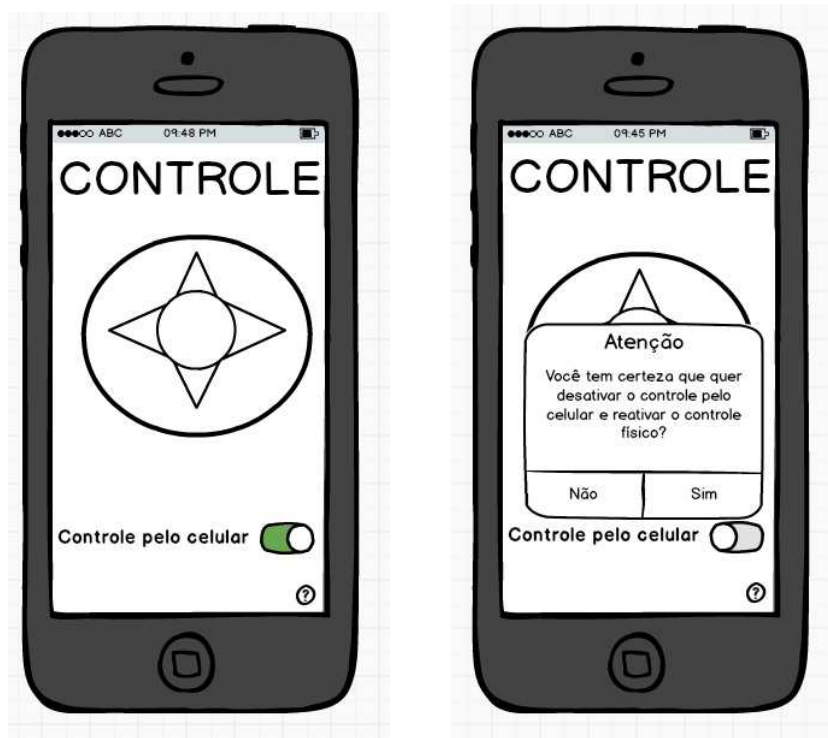 ABC 09:48 PM
CONTROLE
Controle pelo celular
?
ABC 09:45 PM
CONTROLE
Atenção
Você tem certeza que quer
desativar o controle pelo
celular e reativar o controle
físico?
Não Sim
Controle pelo celular
?